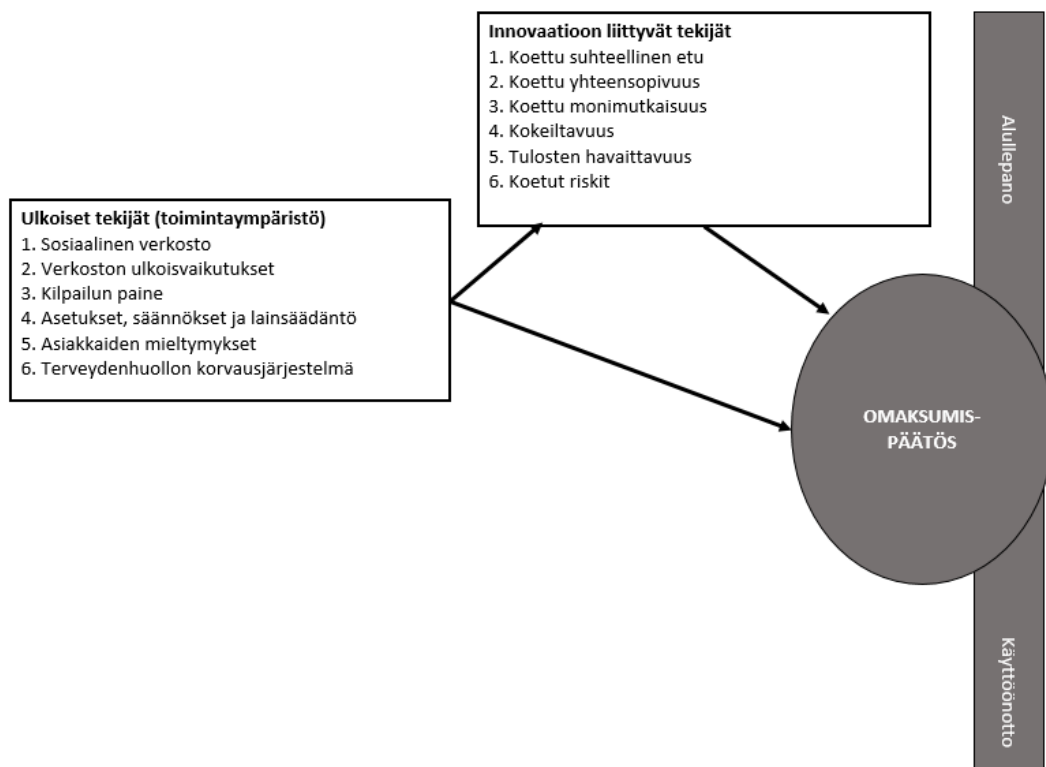 Innovaatioon liittyvät tekijät
1. Koettu suhteellinen etu
2. Koettu yhteensopivuus
3. Koettu monimutkaisuus
4. Kokeiltavuus
5. Tulosten havaittavuus
6. Koetut riskit
Alullepano
Ulkoiset tekijät (toimintaympäristö)
1. Sosiaalinen verkosto
2. Verkoston ulkoisvaikutukset
3. Kilpailun paine
4. Asetukset, säännökset ja lainsäädäntö
5. Asiakkaiden mieltymykset
6. Terveydenhuollon korvausjärjestelmä
OMAKSUMIS-
PÄÄTÖS
Käyttöönotto